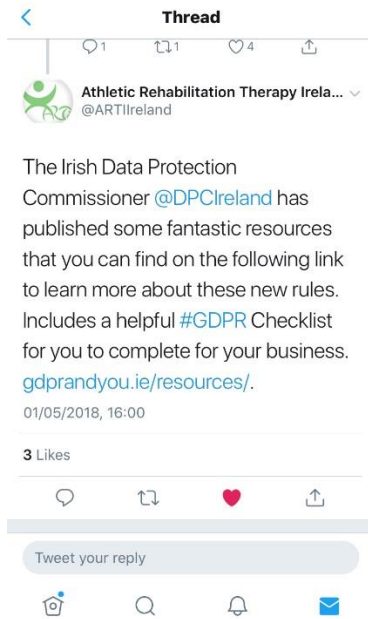 Thread
1 1 4
Athletic Rehabilitation Therapy Irela...
@ARTIIreland
The Irish Data Protection
Commissioner @DPCIreland has
published some fantastic resources
that you can find on the following link
to learn more about these new rules.
Includes a helpful #GDPR Checklist
for you to complete for your business.
gdprandyou.ie/resources/.
01/05/2018, 16:00
3 Likes
Tweet your reply